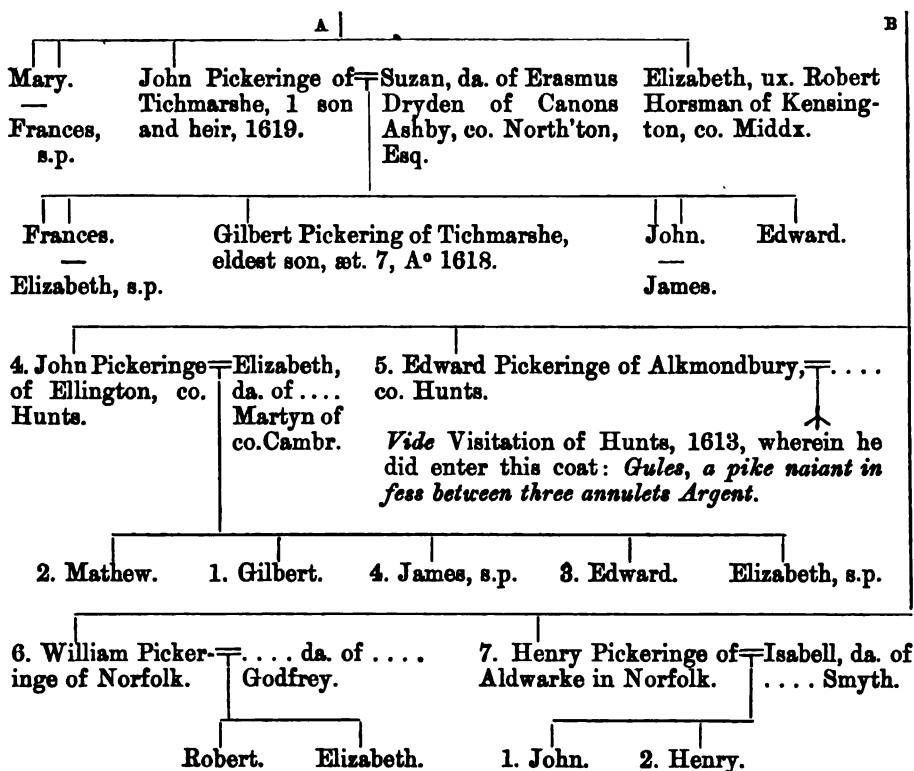 A B
Mary.
—
Frances,
s.p.
John Pickeringe of
Tichmarshe, 1 son
and heir, 1619.
Suzan, da. of Erasmus
Dryden of Canons
Ashby, co. North'ton,
Esq.
Elizabeth, ux. Robert
Horsman of Kensing-
ton, co. Middx.
Frances.
—
Elizabeth, s.p.
Gilbert Pickering of Tichmarshe,
eldest son, æt. 7, Aº 1618.
John.
—
James.
Edward.
4. John Pickeringe
of Ellington, co.
Hunts.
Elizabeth,
da. of ....
Martyn of
co.Cambr.
5. Edward Pickeringe of Alkmondbury, ....
co. Hunts.
Vide Visitation of Hunts, 1613, wherein he
did enter this coat: Gules, a pike naiant in
fess between three annulets Argent.
2. Mathew. 1. Gilbert. 4. James, s.p. 3. Edward. Elizabeth, s.p.
6. William Picker-
inge of Norfolk.
.... da. of ....
Godfrey.
7. Henry Pickeringe of
Aldwarke in Norfolk.
Isabell, da. of
.... Smyth.
Robert. Elizabeth. 1. John. 2. Henry.